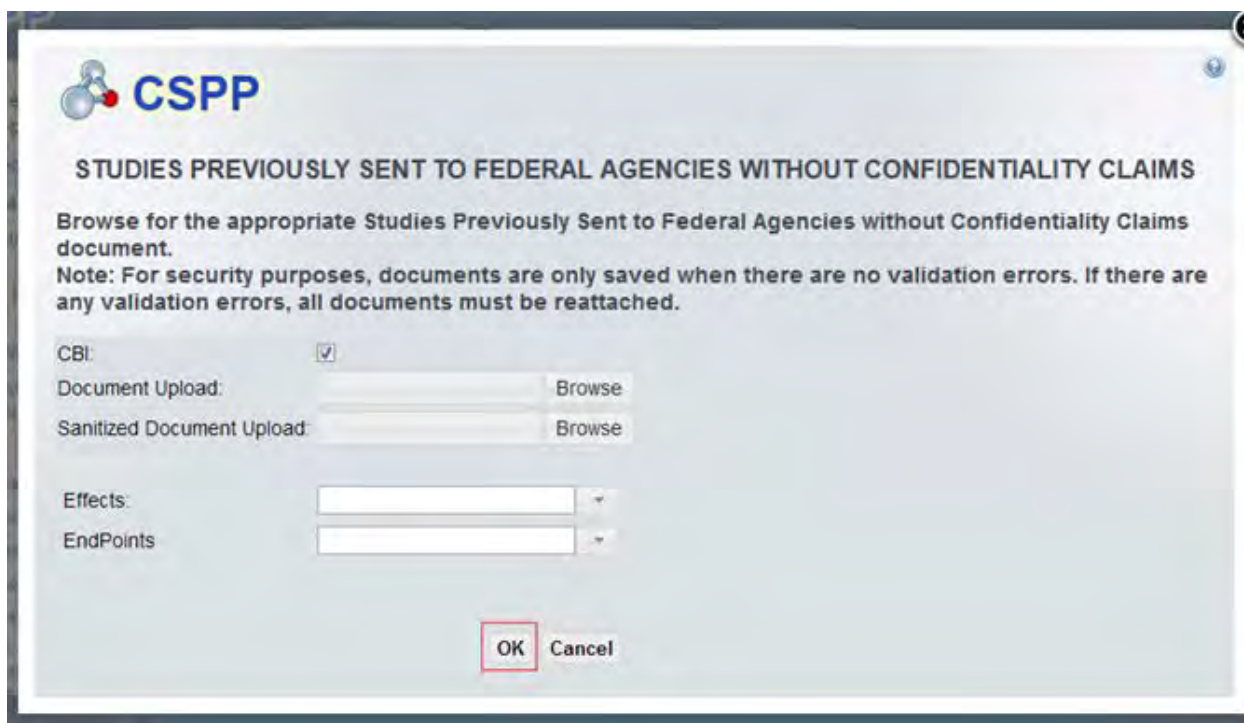 CSPP
STUDIES PREVIOUSLY SENT TO FEDERAL AGENCIES WITHOUT CONFIDENTIALITY CLAIMS
Browse for the appropriate Studies Previously Sent to Federal Agencies without Confidentiality Claims
document.
Note: For security purposes, documents are only saved when there are no validation errors. If there are
any validation errors, all documents must be reattached.
CBI:
Document Upload: Browse
Sanitized Document Upload: Browse
Effects:
EndPoints
OK Cancel